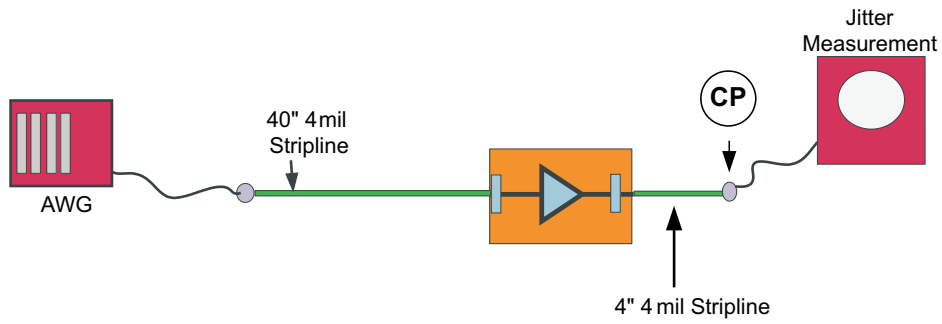 Jitter
Measurement
CP
40" 4 mil
Stripline
AWG
4" 4 mil Stripline